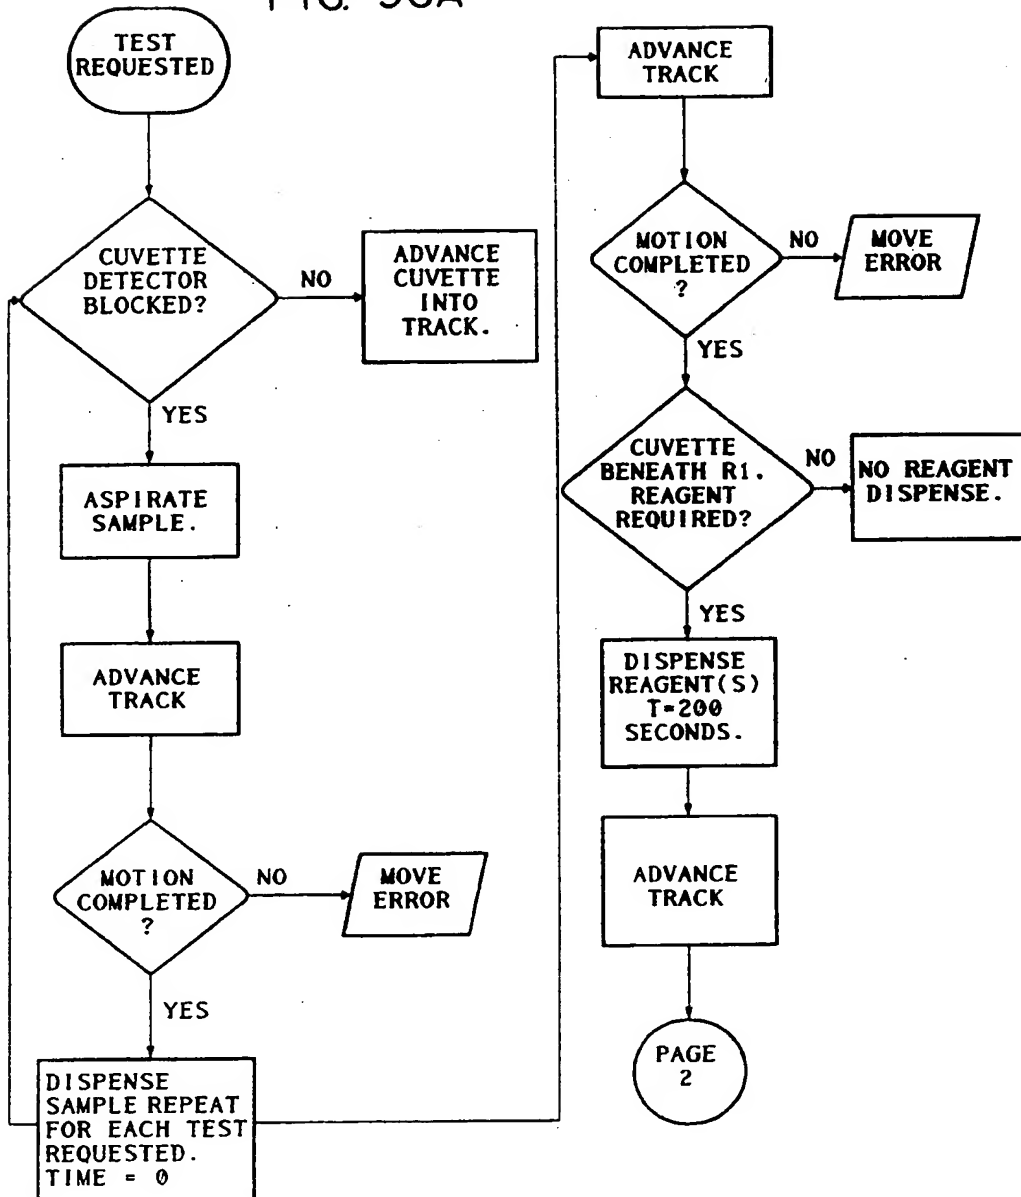 TEST
REQUESTED
CUVETTE
DETECTOR
BLOCKED?
NO
ADVANCE
CUVETTE
INTO
TRACK.
YES
ASPIRATE
SAMPLE.
ADVANCE
TRACK
MOTION
COMPLETED
?
NO
MOVE
ERROR
YES
DISPENSE
SAMPLE REPEAT
FOR EACH TEST
REQUESTED.
TIME = 0
ADVANCE
TRACK
MOTION
COMPLETED
?
NO
MOVE
ERROR
YES
CUVETTE
BENEATH R1.
REAGENT
REQUIRED?
NO
NO REAGENT
DISPENSE.
YES
DISPENSE
REAGENT(S)
T=200
SECONDS.
ADVANCE
TRACK
PAGE
2